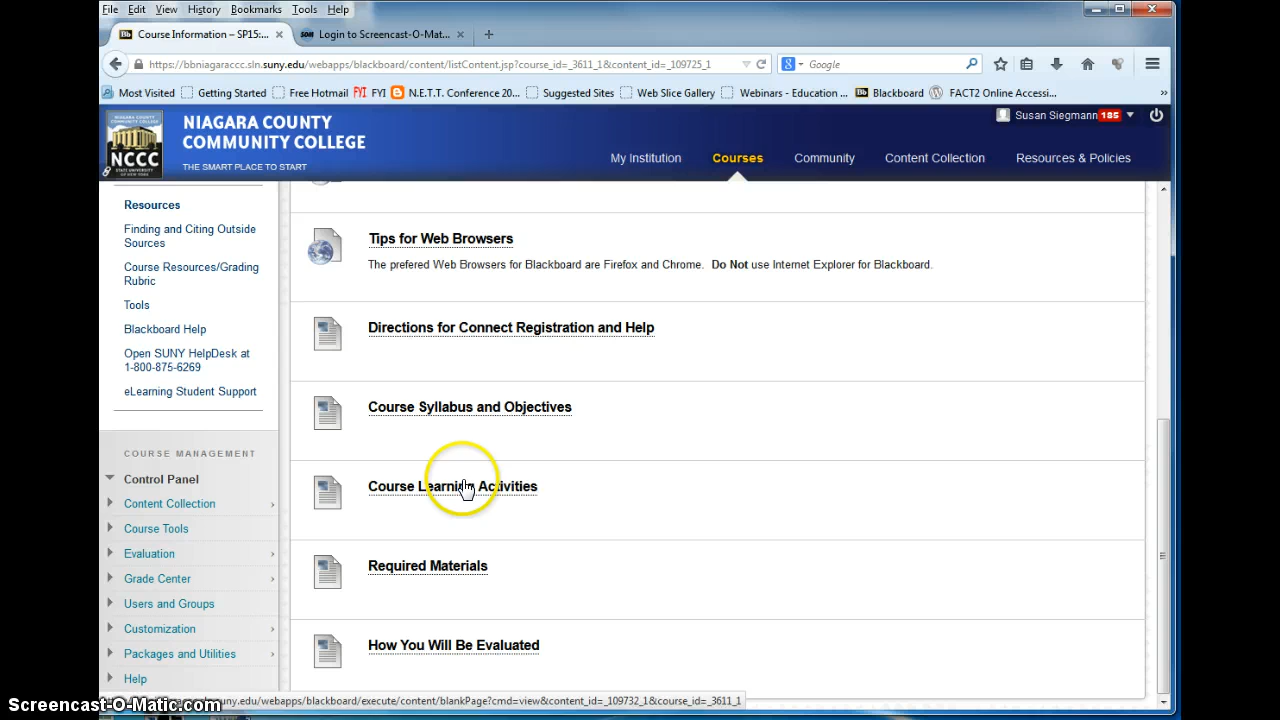 File Edit View History Bookmarks Tools Help
Bb Course Information – SP15:... × SOM Login to Screencast-O-Mat... × +
https://bbniagaraccc.sln.suny.edu/webapps/blackboard/content/listContent.jsp?course_id=_3611_1&content_id=_109725_1 Google
Most Visited Getting Started Free Hotmail FYI FYI N.E.T.T. Conference 20... Suggested Sites Web Slice Gallery Webinars - Education ... Bb Blackboard FACT2 Online Accessi... »
NIAGARA COUNTY
COMMUNITY COLLEGE
THE SMART PLACE TO START
NCCC
Susan Siegmann 185
My Institution Courses Community Content Collection Resources & Policies
Resources
Finding and Citing Outside
Sources
Course Resources/Grading
Rubric
Tools
Blackboard Help
Open SUNY HelpDesk at
1-800-875-6269
eLearning Student Support
COURSE MANAGEMENT
Control Panel
Content Collection
Course Tools
Evaluation
Grade Center
Users and Groups
Customization
Packages and Utilities
Help
Tips for Web Browsers
The prefered Web Browsers for Blackboard are Firefox and Chrome. Do Not use Internet Explorer for Blackboard.
Directions for Connect Registration and Help
Course Syllabus and Objectives
Course Learning Activities
Required Materials
How You Will Be Evaluated
suny.edu/webapps/blackboard/execute/content/blankPage?cmd=view&content_id=_109732_1&course_id=_3611_1
Screencast-O-Matic.com